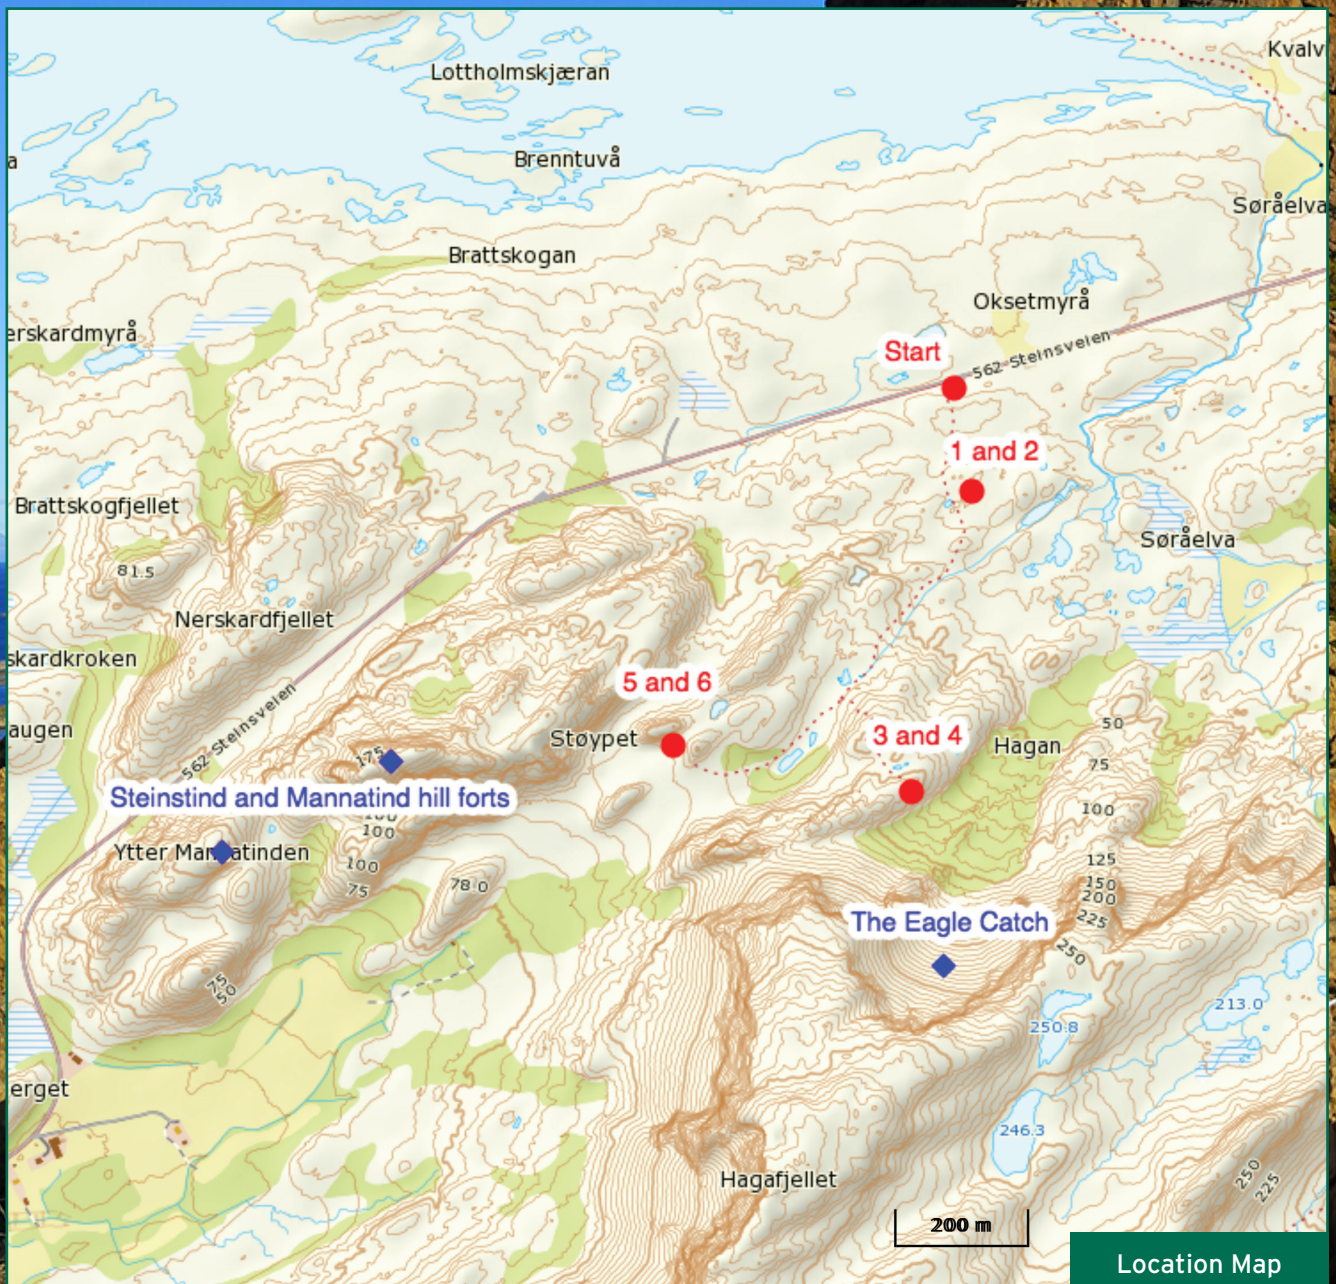 Kvalv
Lottholmskjæran
Brenntuvå
a
Søråelva
Brattskogan
Oksetmyrå
erskardmyrå
Start
562 Steinsveien
1 and 2
Brattskogfjellet
Søråelva
81.5
Nerskardfjellet
skardkroken
5 and 6
augen
562 Steinsveien
Støypet
3 and 4
50
Hagan
175
75
Steinstind and Mannatind hill forts
100
100
100
Ytter Mannatinden
100
125
75
78.0
150
200
225
The Eagle Catch
250
75
50
213.0
250.8
erget
246.3
Hagafjellet
250
225
200 m
Location Map